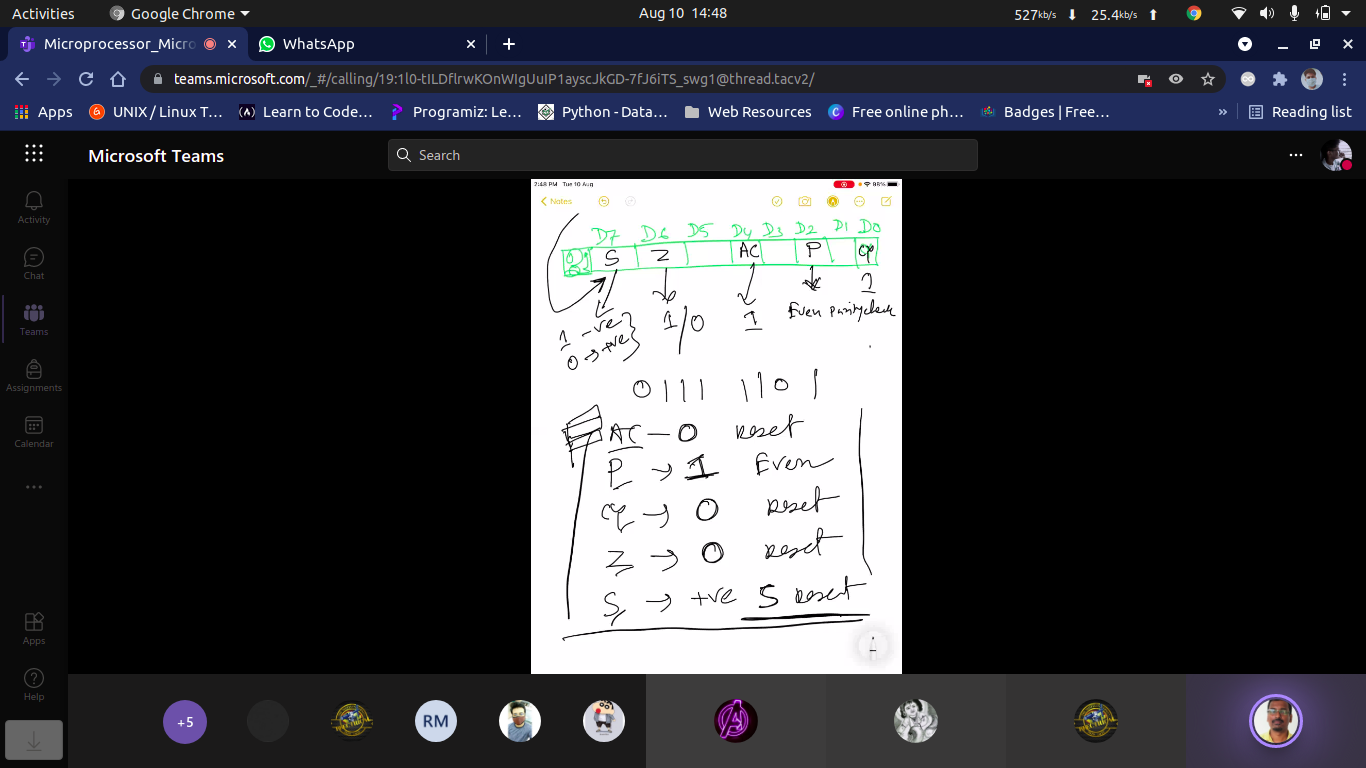 Activities Google Chrome Aug 10 14:48 527kb/s 25.4kb/s
Microprocessor_Micro WhatsApp
teams.microsoft.com/_#/calling/19:1l0-tILDflrwKOnWIgUuIP1ayscJkGD-7fJ6iTS_swg1@thread.tacv2/
Apps UNIX / Linux T... Learn to Code... Programiz: Le... Python - Data... Web Resources Free online ph... Badges | Free... » Reading list
Microsoft Teams Search
Activity
Chat
Teams
Assignments
Calendar
Apps
Help
2:48 PM Tue 10 Aug 98%
Notes
D7 D6 D5 D4 D3 D2 D1 D0
S Z AC P cy
1 -ve 1/0 1 Even parity check 1
0 → +ve
0111 1101
AC — 0 reset
P → 1 Even
cy → 0 reset
Z → 0 reset
S → +ve S reset
+5 RM